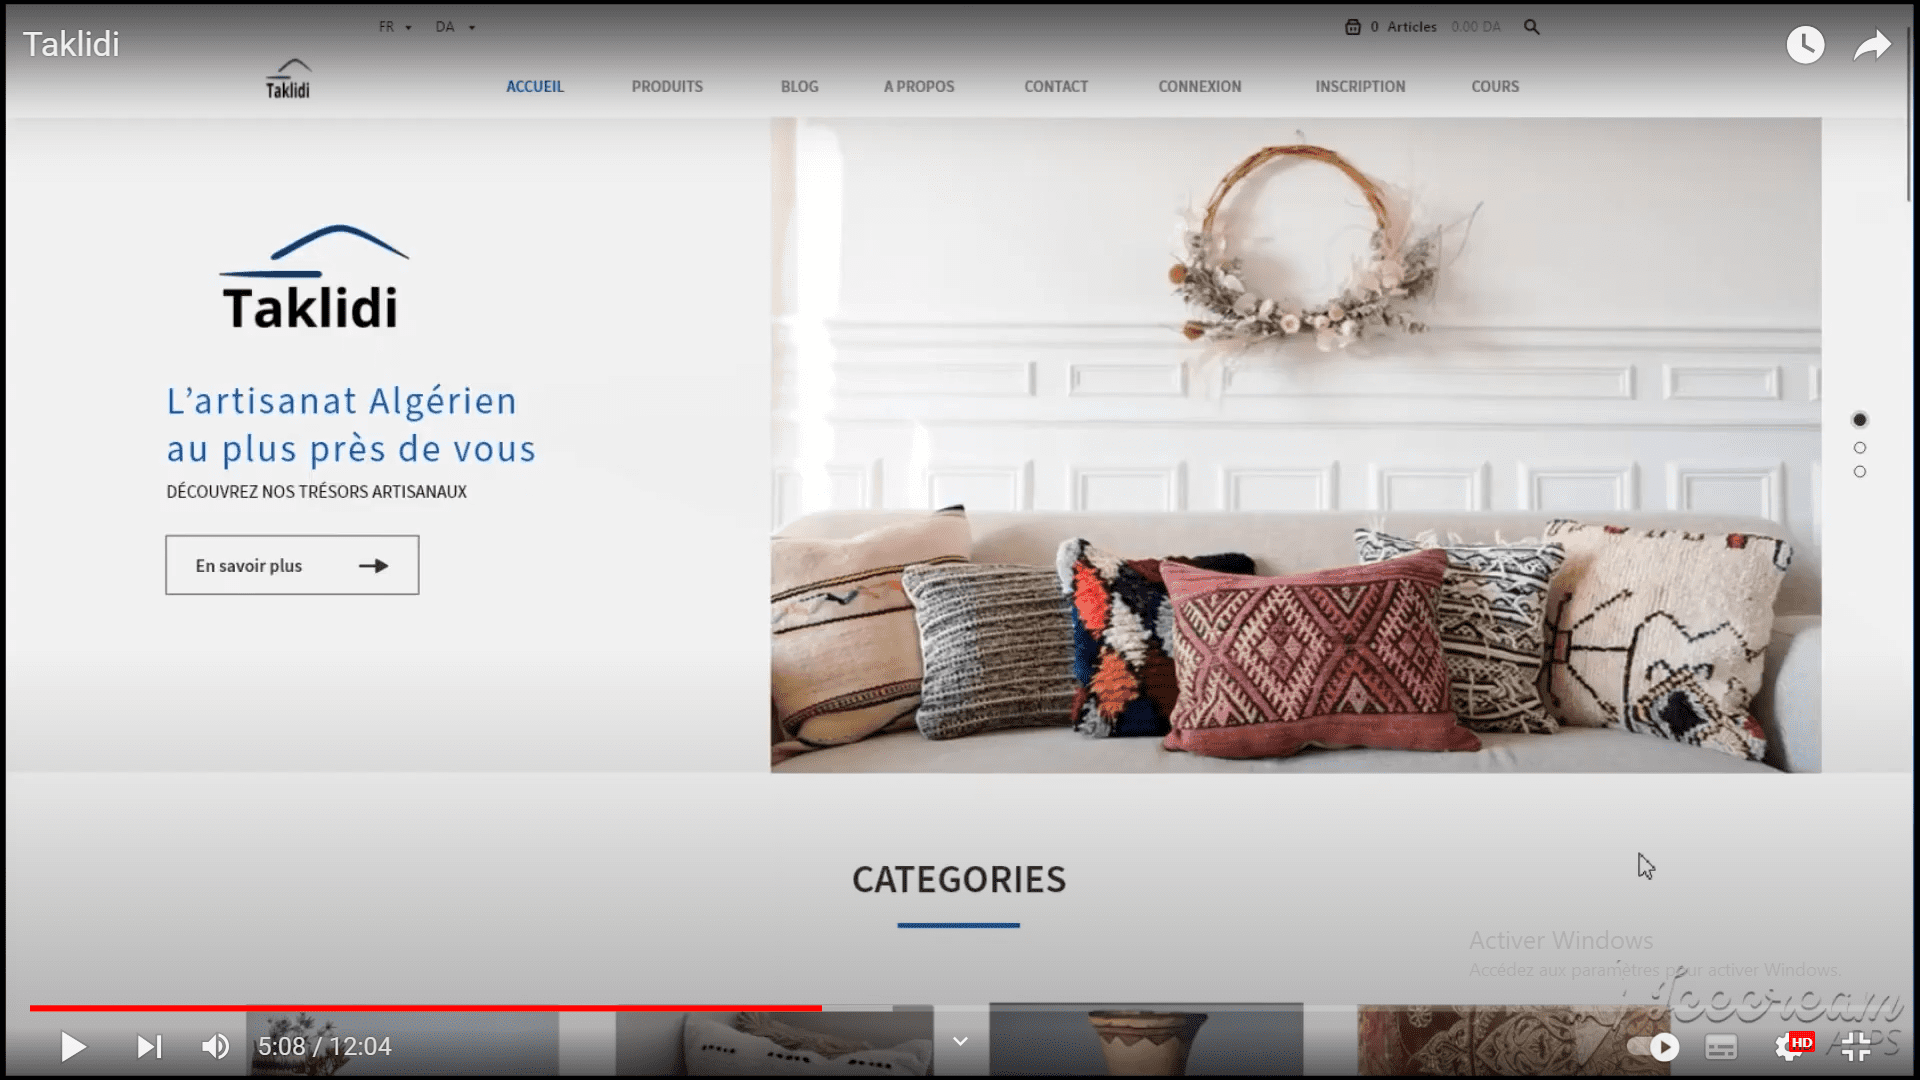 Taklidi
FR DA
0 Articles 0.00 DA
Taklidi
ACCUEIL PRODUITS BLOG A PROPOS CONTACT CONNEXION INSCRIPTION COURS
Taklidi
L’artisanat Algérien
au plus près de vous
DÉCOUVREZ NOS TRÉSORS ARTISANAUX
En savoir plus
CATEGORIES
Activer Windows
Accédez aux paramètres pour activer Windows.
Icecream
APPS
5:08 / 12:04
HD